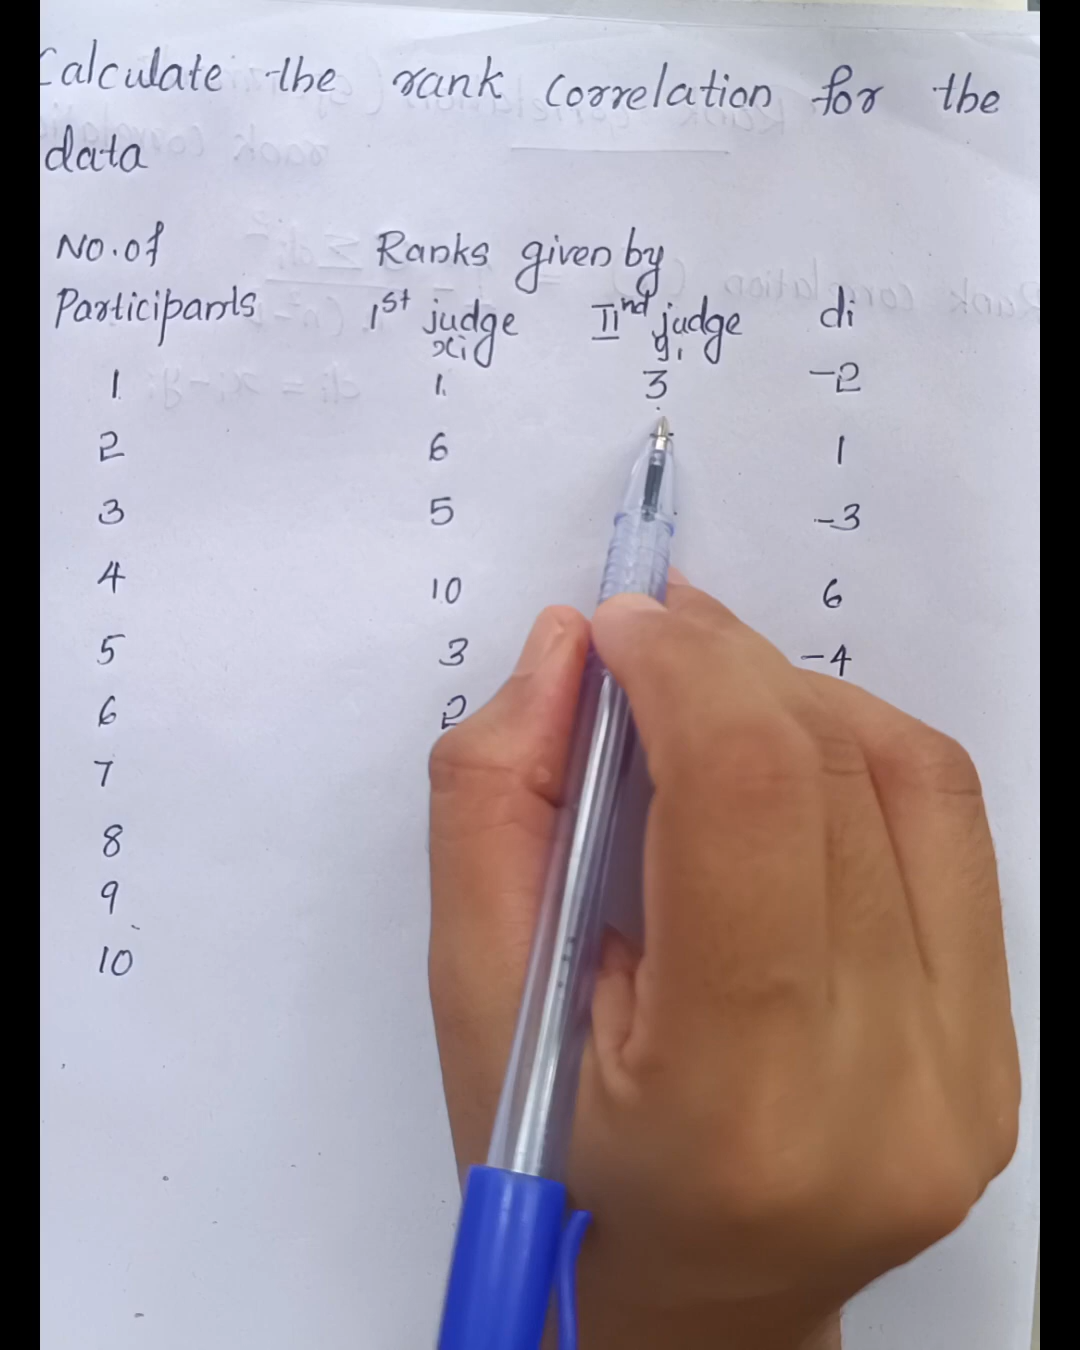 Calculate the rank correlation for the
data
No. of Ranks given by
Participants 1st judge IInd judge di
xi yi
1 1 3 -2
2 6 1
3 5 -3
4 10 6
5 3 -4
6 2
7
8
9
10